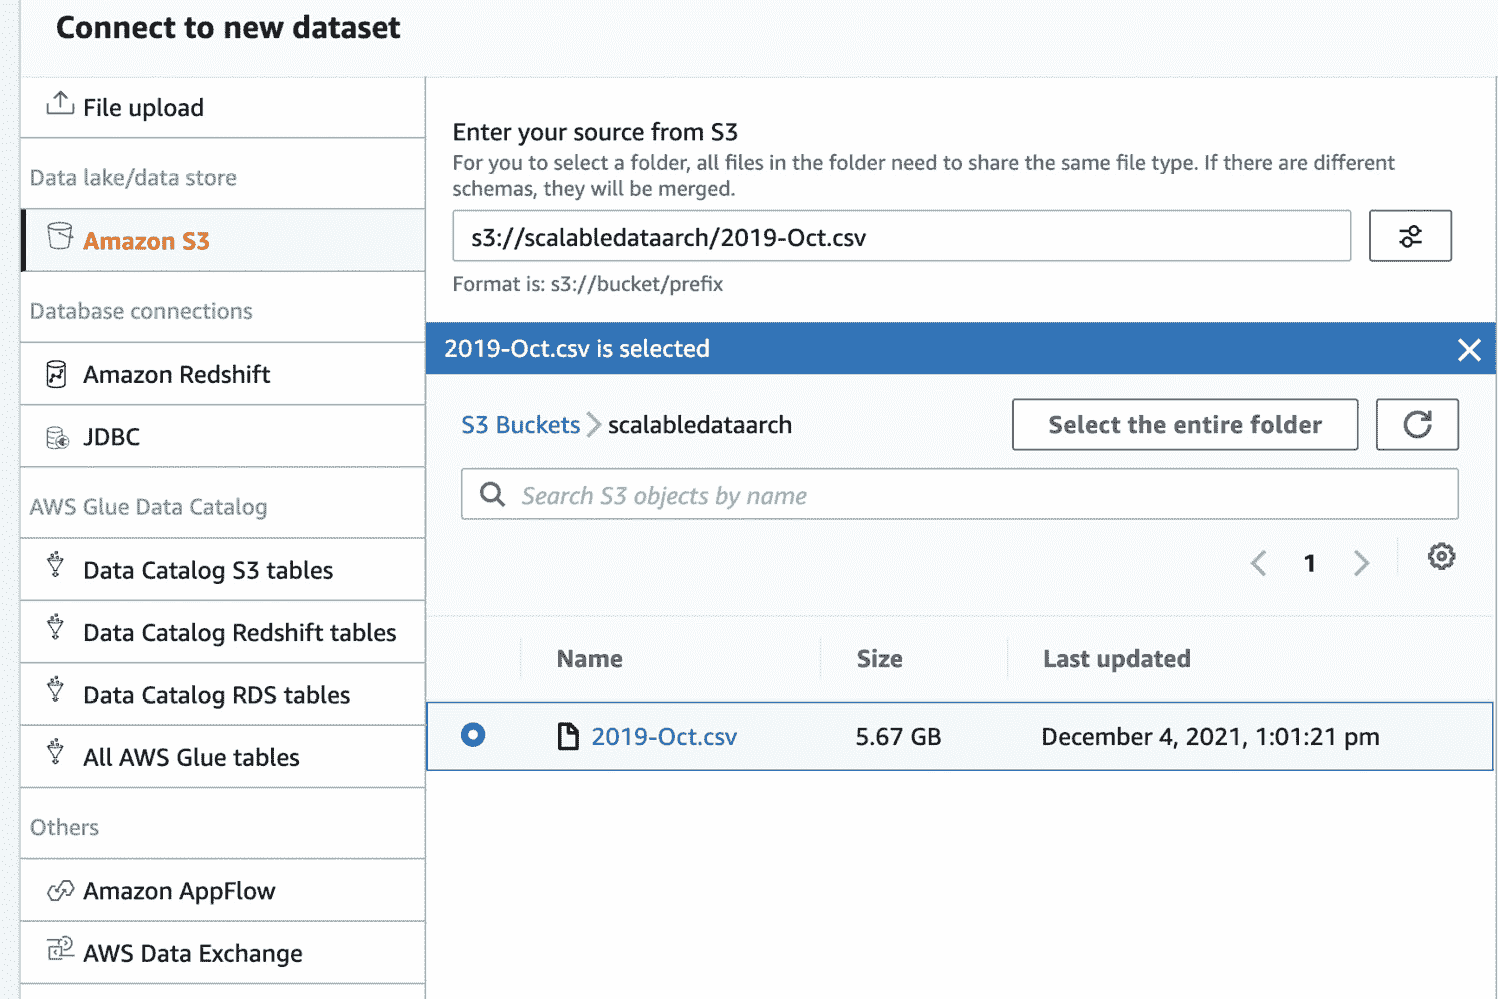 Connect to new dataset
File upload
Data lake/data store
Amazon S3
Database connections
Amazon Redshift
JDBC
AWS Glue Data Catalog
Data Catalog S3 tables
Data Catalog Redshift tables
Data Catalog RDS tables
All AWS Glue tables
Others
Amazon AppFlow
AWS Data Exchange
Enter your source from S3
For you to select a folder, all files in the folder need to share the same file type. If there are different
schemas, they will be merged.
s3://scalabledataarch/2019-Oct.csv
Format is: s3://bucket/prefix
2019-Oct.csv is selected
S3 Buckets scalabledataarch
Select the entire folder
Search S3 objects by name
1
Name Size Last updated
2019-Oct.csv 5.67 GB December 4, 2021, 1:01:21 pm